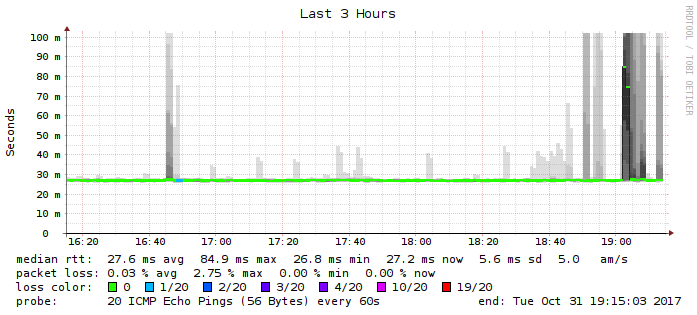 Last 3 Hours
RRDTOOL / TOBI OETIKER
Seconds
100 m
90 m
80 m
70 m
60 m
50 m
40 m
30 m
20 m
10 m
0
16:20 16:40 17:00 17:20 17:40 18:00 18:20 18:40 19:00
median rtt: 27.6 ms avg 84.9 ms max 26.8 ms min 27.2 ms now 5.6 ms sd 5.0 am/s
packet loss: 0.03 % avg 2.75 % max 0.00 % min 0.00 % now
loss color: 0 1/20 2/20 3/20 4/20 10/20 19/20
probe: 20 ICMP Echo Pings (56 Bytes) every 60s end: Tue Oct 31 19:15:03 2017